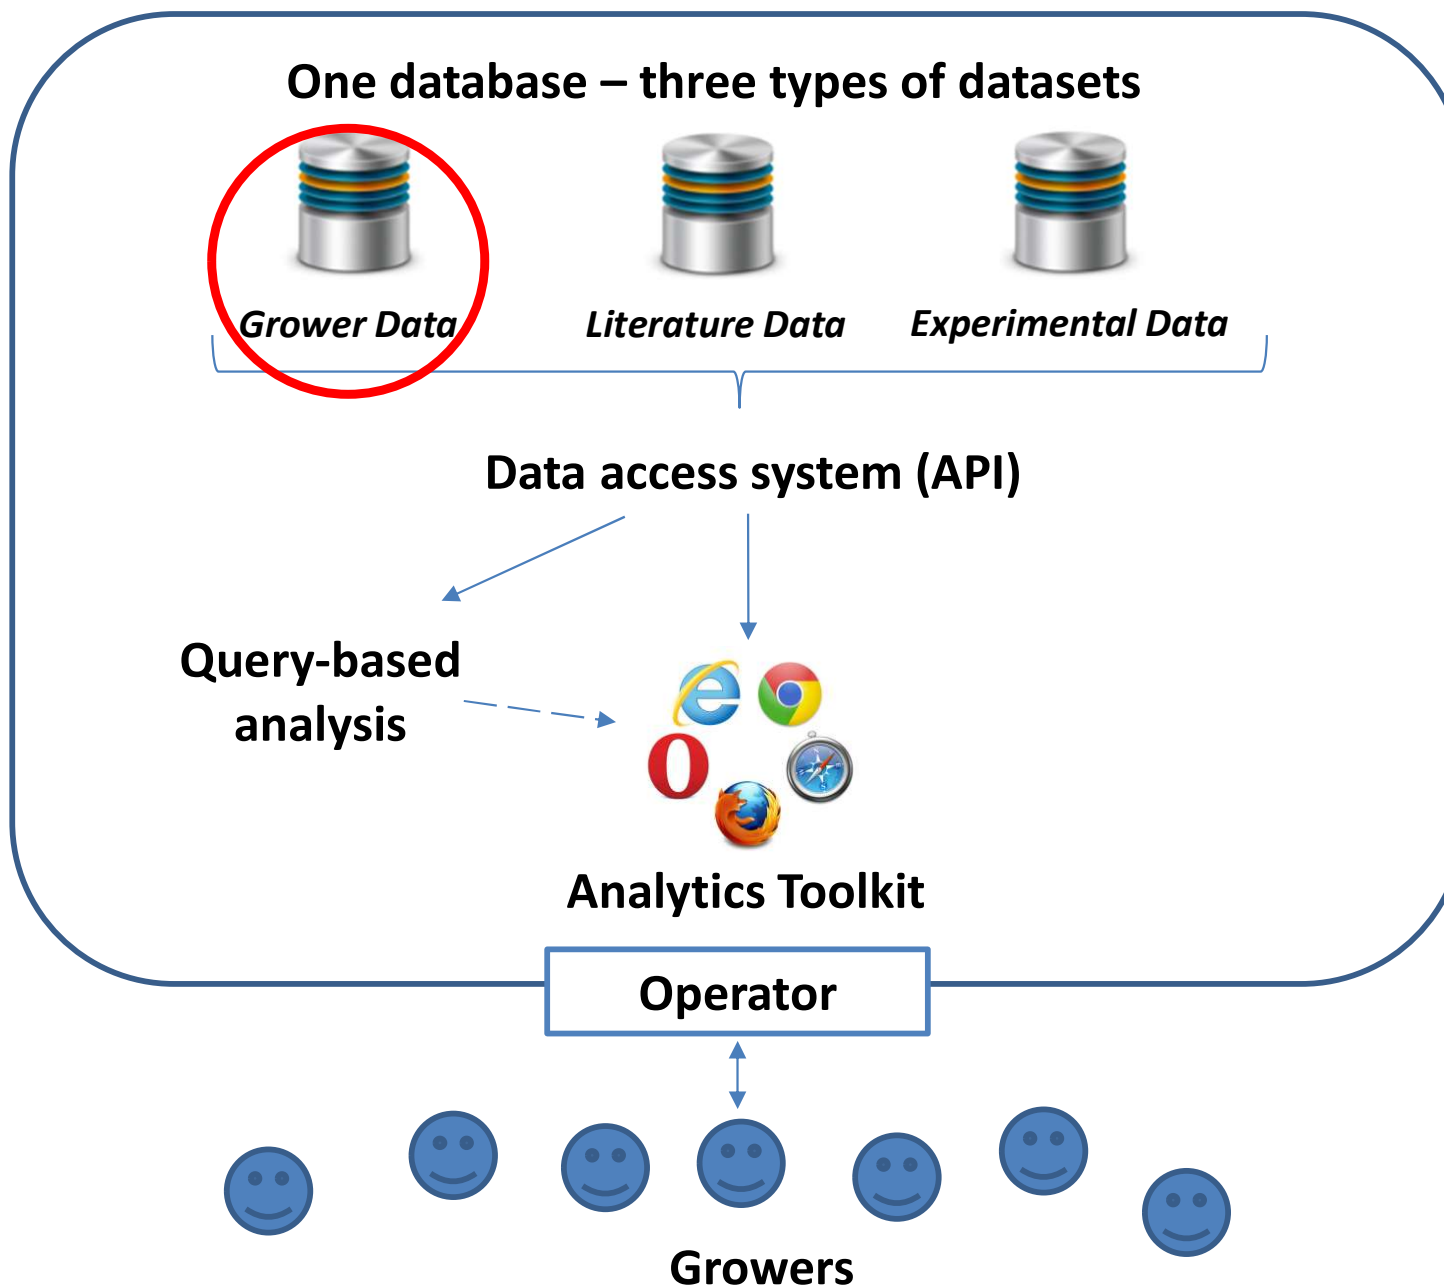 One database – three types of datasets
Grower Data
Literature Data
Experimental Data
Data access system (API)
Query-based
analysis
Analytics Toolkit
Operator
Growers